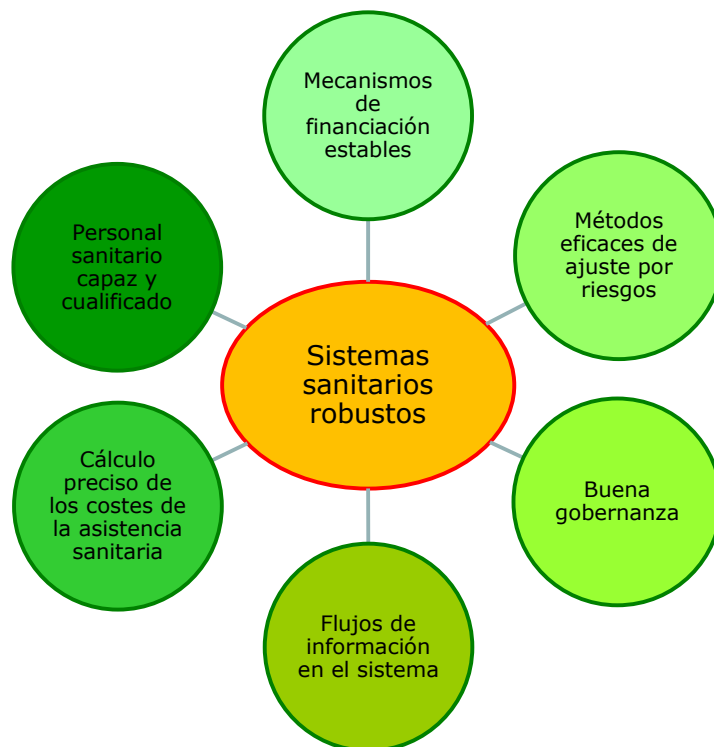 Mecanismos
de
financiación
estables
Métodos
eficaces de
ajuste por
riesgos
Personal
sanitario
capaz y
cualificado
Sistemas
sanitarios
robustos
Cálculo
preciso de
los costes de
la asistencia
sanitaria
Buena
gobernanza
Flujos de
información
en el sistema